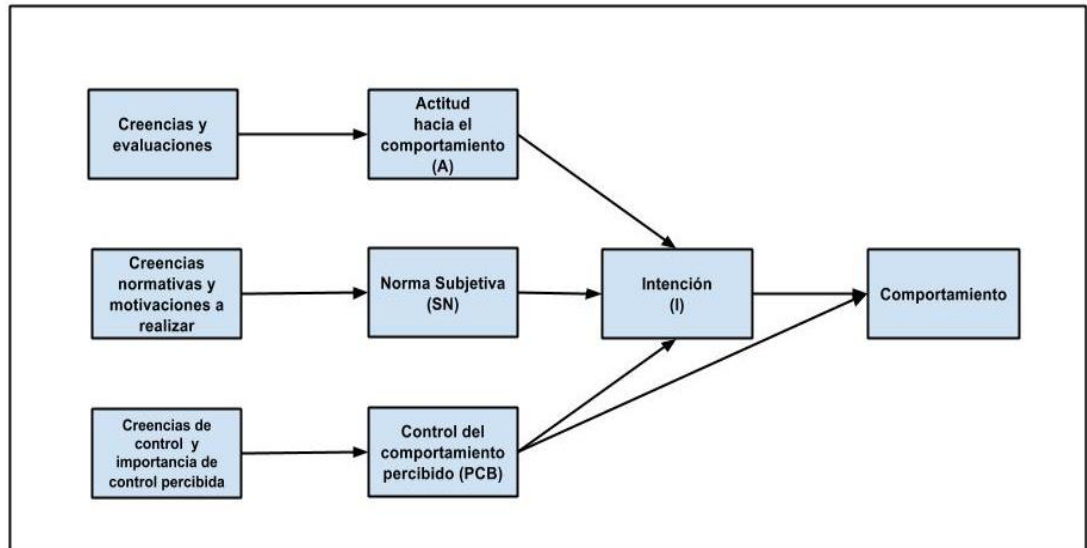 Creencias y
evaluaciones
Actitud
hacia el
comportamiento
(A)
Creencias
normativas y
motivaciones a
realizar
Norma Subjetiva
(SN)
Intención
(I)
Comportamiento
Creencias de
control y
importancia de
control percibida
Control del
comportamiento
percibido (PCB)